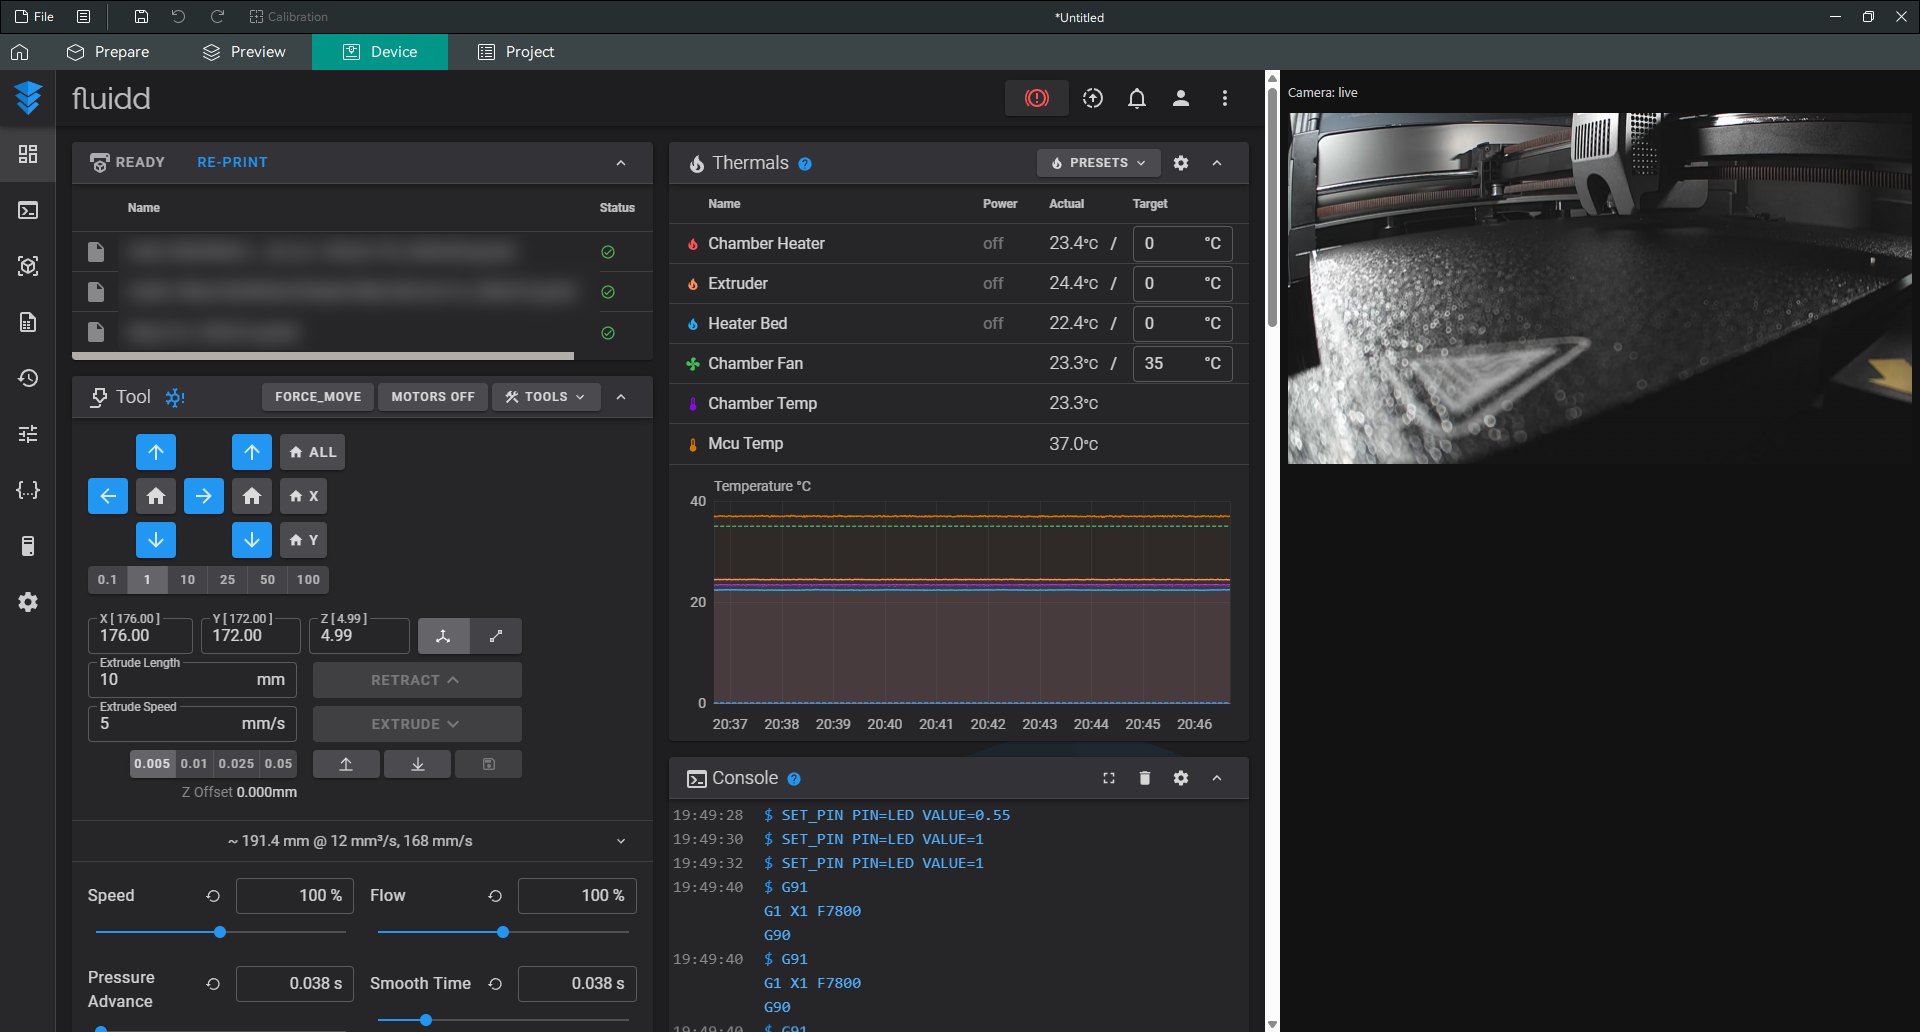 File
Calibration
*Untitled
Prepare
Preview
Device
Project
fluidd
READY
RE-PRINT
Name
Status
Tool
FORCE_MOVE
MOTORS OFF
TOOLS
ALL
X
Y
0.1 1 10 25 50 100
X [ 176.00 ]
176.00
Y [ 172.00 ]
172.00
Z [ 4.99 ]
4.99
Extrude Length
10 mm
RETRACT
Extrude Speed
5 mm/s
EXTRUDE
0.005 0.01 0.025 0.05
Z Offset 0.000mm
~ 191.4 mm @ 12 mm³/s, 168 mm/s
Speed 100 %
Flow 100 %
Pressure Advance 0.038 s
Smooth Time 0.038 s
Thermals
PRESETS
Name Power Actual Target
Chamber Heater off 23.4°C / 0 °C
Extruder off 24.4°C / 0 °C
Heater Bed off 22.4°C / 0 °C
Chamber Fan 23.3°C / 35 °C
Chamber Temp 23.3°C
Mcu Temp 37.0°C
Temperature °C
40
20
0
20:37 20:38 20:39 20:40 20:41 20:42 20:43 20:44 20:45 20:46
Console
19:49:28 $ SET_PIN PIN=LED VALUE=0.55
19:49:30 $ SET_PIN PIN=LED VALUE=1
19:49:32 $ SET_PIN PIN=LED VALUE=1
19:49:40 $ G91
G1 X1 F7800
G90
19:49:40 $ G91
G1 X1 F7800
G90
19:49:40 $ G91
Camera: live